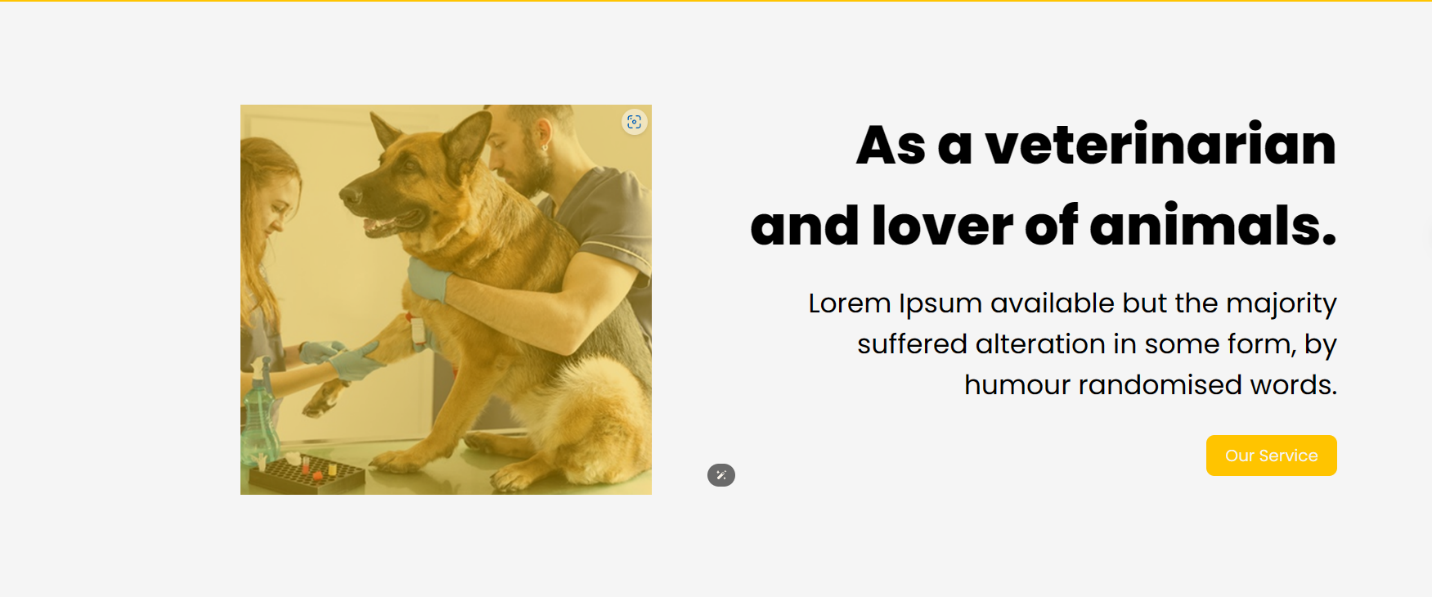 As a veterinarian
and lover of animals.
Lorem Ipsum available but the majority
suffered alteration in some form, by
humour randomised words.
Our Service